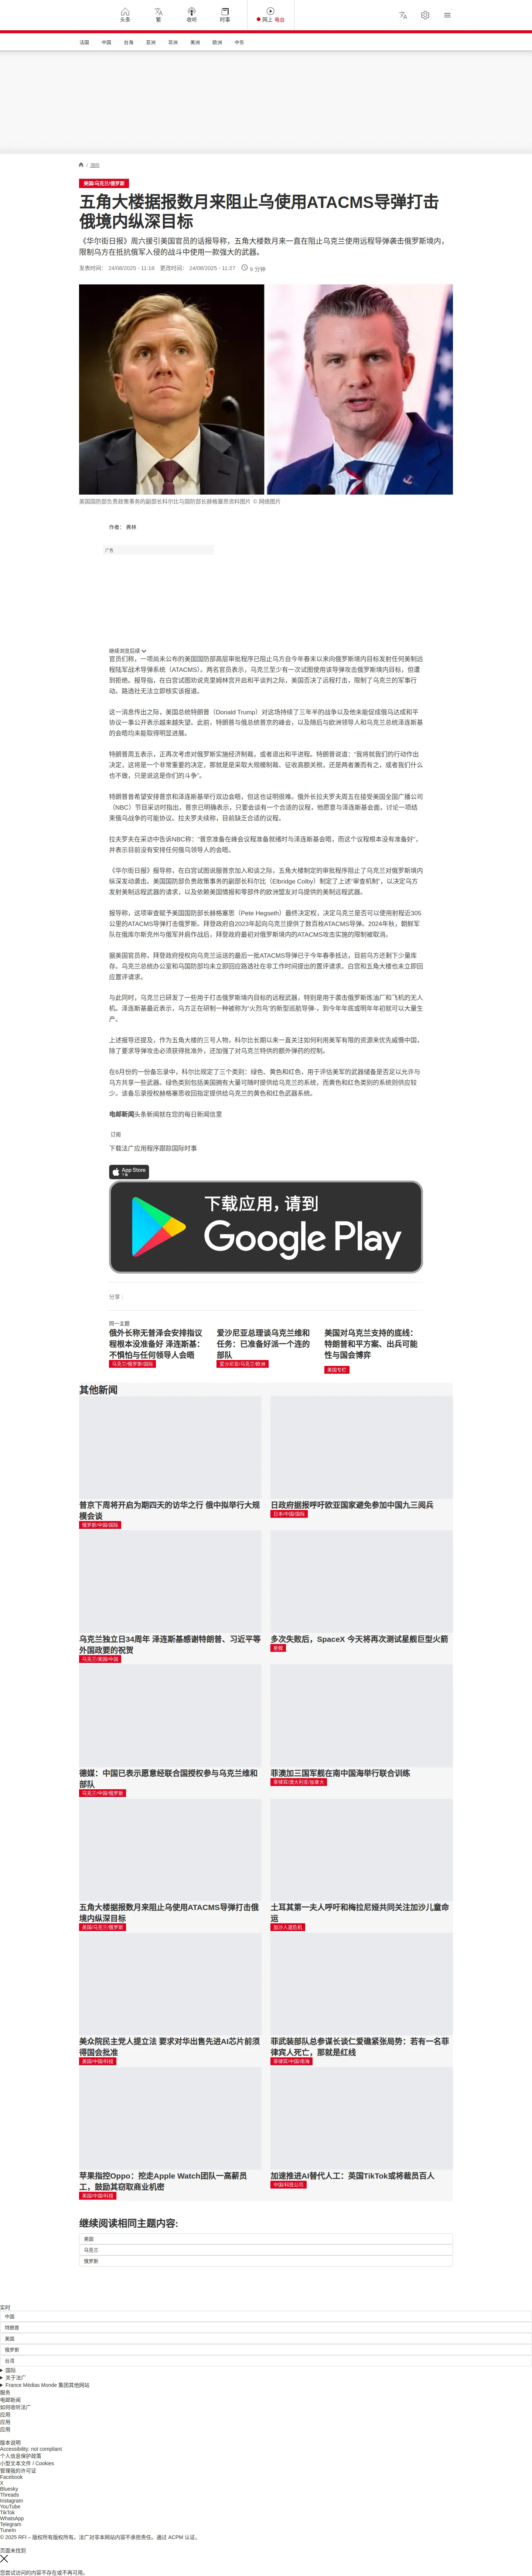 头条
繁
收听
时事
网上 电台
法国 中国 台海 亚洲 非洲 美洲 欧洲 中东
/ 国际
美国/乌克兰/俄罗斯
五角大楼据报数月来阻止乌使用ATACMS导弹打击俄境内纵深目标
《华尔街日报》周六援引美国官员的话报导称，五角大楼数月来一直在阻止乌克兰使用远程导弹袭击俄罗斯境内，限制乌方在抵抗俄军入侵的战斗中使用一款强大的武器。
发表时间： 24/08/2025 - 11:18 更改时间： 24/08/2025 - 11:27
分钟
美国国防部负责政策事务的副部长科尔比与国防部长赫格塞思资料图片 © 网络图片
作者： 弗林
广告
继续浏览后续
官员们称，一项尚未公布的美国国防部高层审批程序已阻止乌方自今年春末以来向俄罗斯境内目标发射任何美制远程陆军战术导弹系统（ATACMS）。两名官员表示，乌克兰至少有一次试图使用该导弹攻击俄罗斯境内目标，但遭到拒绝。报导指，在白宫试图劝说克里姆林宫开启和平谈判之际，美国否决了远程打击，限制了乌克兰的军事行动。路透社无法立即核实该报道。
这一消息传出之际，美国总统特朗普（Donald Trump）对这场持续了三年半的战争以及他未能促成俄乌达成和平协议一事公开表示越来越失望。此前，特朗普与俄总统普京的峰会，以及随后与欧洲领导人和乌克兰总统泽连斯基的会晤均未能取得明显进展。
特朗普周五表示，正再次考虑对俄罗斯实施经济制裁，或者退出和平进程。特朗普说道：“我将就我们的行动作出决定，这将是一个非常重要的决定，那就是是采取大规模制裁、征收高额关税，还是两者兼而有之，或者我们什么也不做，只是说这是你们的斗争”。
特朗普曾希望安排普京和泽连斯基举行双边会晤，但这也证明很难。俄外长拉夫罗夫周五在接受美国全国广播公司（NBC）节目采访时指出，普京已明确表示，只要会谈有一个合适的议程，他愿意与泽连斯基会面，讨论一项结束俄乌战争的可能协议。拉夫罗夫续称，目前缺乏合适的议程。
拉夫罗夫在采访中告诉NBC称：“普京准备在峰会议程准备就绪时与泽连斯基会晤，而这个议程根本没有准备好”，并表示目前没有安排任何俄乌领导人的会晤。
《华尔街日报》报导称，在白宫试图说服普京加入和谈之际，五角大楼制定的审批程序阻止了乌克兰对俄罗斯境内纵深发动袭击。美国国防部负责政策事务的副部长科尔比（Elbridge Colby）制定了上述“审查机制”，以决定乌方发射美制远程武器的请求，以及依赖美国情报和零部件的欧洲盟友对乌提供的美制远程武器。
报导称，这项审查赋予美国国防部长赫格塞思（Pete Hegseth）最终决定权，决定乌克兰是否可以使用射程近305公里的ATACMS导弹打击俄罗斯。拜登政府自2023年起向乌克兰提供了数百枚ATACMS导弹。2024年秋，朝鲜军队在俄库尔斯克州与俄军并肩作战后，拜登政府最初对俄罗斯境内的ATACMS攻击实施的限制被取消。
据美国官员称，拜登政府授权向乌克兰运送的最后一批ATACMS导弹已于今年春季抵达，目前乌方还剩下少量库存。乌克兰总统办公室和乌国防部均未立即回应路透社在非工作时间提出的置评请求。白宫和五角大楼也未立即回应置评请求。
与此同时，乌克兰已研发了一些用于打击俄罗斯境内目标的远程武器，特别是用于袭击俄罗斯炼油厂和飞机的无人机。泽连斯基最近表示，乌方正在研制一种被称为“火烈鸟”的新型巡航导弹，到今年年底或明年年初就可以大量生产。
上述报导还提及，作为五角大楼的三号人物，科尔比长期以来一直关注如何利用美军有限的资源来优先威慑中国，除了要求导弹攻击必须获得批准外，还加强了对乌克兰特供的额外弹药的控制。
在6月份的一份备忘录中，科尔比规定了三个类别：绿色、黄色和红色，用于评估美军的武器储备是否足以允许与乌方共享一些武器。绿色类别包括美国拥有大量可随时提供给乌克兰的系统，而黄色和红色类别的系统则供应较少。该备忘录授权赫格塞思收回指定提供给乌克兰的黄色和红色武器系统。
电邮新闻头条新闻就在您的每日新闻信里
订阅
下载法广应用程序跟踪国际时事
App Store
下载应用，请到
Google Play
分享 :
同一主题
俄外长称无普泽会安排指议程根本没准备好 泽连斯基：不惧怕与任何领导人会晤
乌克兰/俄罗斯/国际
爱沙尼亚总理谈乌克兰维和任务：已准备好派一个连的部队
爱沙尼亚/乌克兰/欧洲
美国对乌克兰支持的底线：特朗普和平方案、出兵可能性与国会博弈
美国专栏
其他新闻
普京下周将开启为期四天的访华之行 俄中拟举行大规模会谈
俄罗斯/中国/国际
日政府据报呼吁欧亚国家避免参加中国九三阅兵
日本/中国/国际
乌克兰独立日34周年 泽连斯基感谢特朗普、习近平等外国政要的祝贺
乌克兰/美国/中国
多次失败后，SpaceX 今天将再次测试星舰巨型火箭
星舰
德媒：中国已表示愿意经联合国授权参与乌克兰维和部队
乌克兰/中国/俄罗斯
菲澳加三国军舰在南中国海举行联合训练
菲律宾/澳大利亚/加拿大
五角大楼据报数月来阻止乌使用ATACMS导弹打击俄境内纵深目标
美国/乌克兰/俄罗斯
土耳其第一夫人呼吁和梅拉尼娅共同关注加沙儿童命运
加沙人道危机
美众院民主党人提立法 要求对华出售先进AI芯片前须得国会批准
美国/中国/科技
菲武装部队总参谋长谈仁爱礁紧张局势：若有一名菲律宾人死亡，那就是红线
菲律宾/中国/南海
苹果指控Oppo：挖走Apple Watch团队一高薪员工，鼓励其窃取商业机密
美国/中国/科技
加速推进AI替代人工：英国TikTok或将裁员百人
中国/科技公司
继续阅读相同主题内容:
美国
乌克兰
俄罗斯
实时
中国
特朗普
美国
俄罗斯
台湾
国际
关于法广
France Médias Monde 集团其他网站
服务
电邮新闻
如何收听法广
应用
应用
应用
版本说明
Accessibility: not compliant
个人信息保护政策
小型文本文件 / Cookies
管理我的许可证
Facebook
X
Bluesky
Threads
Instagram
YouTube
TikTok
WhatsApp
Telegram
TuneIn
© 2025 RFI – 版权所有版权所有。法广对非本网站内容不承担责任。通过 ACPM 认证。
页面未找到
您尝试访问的内容不存在或不再可用。